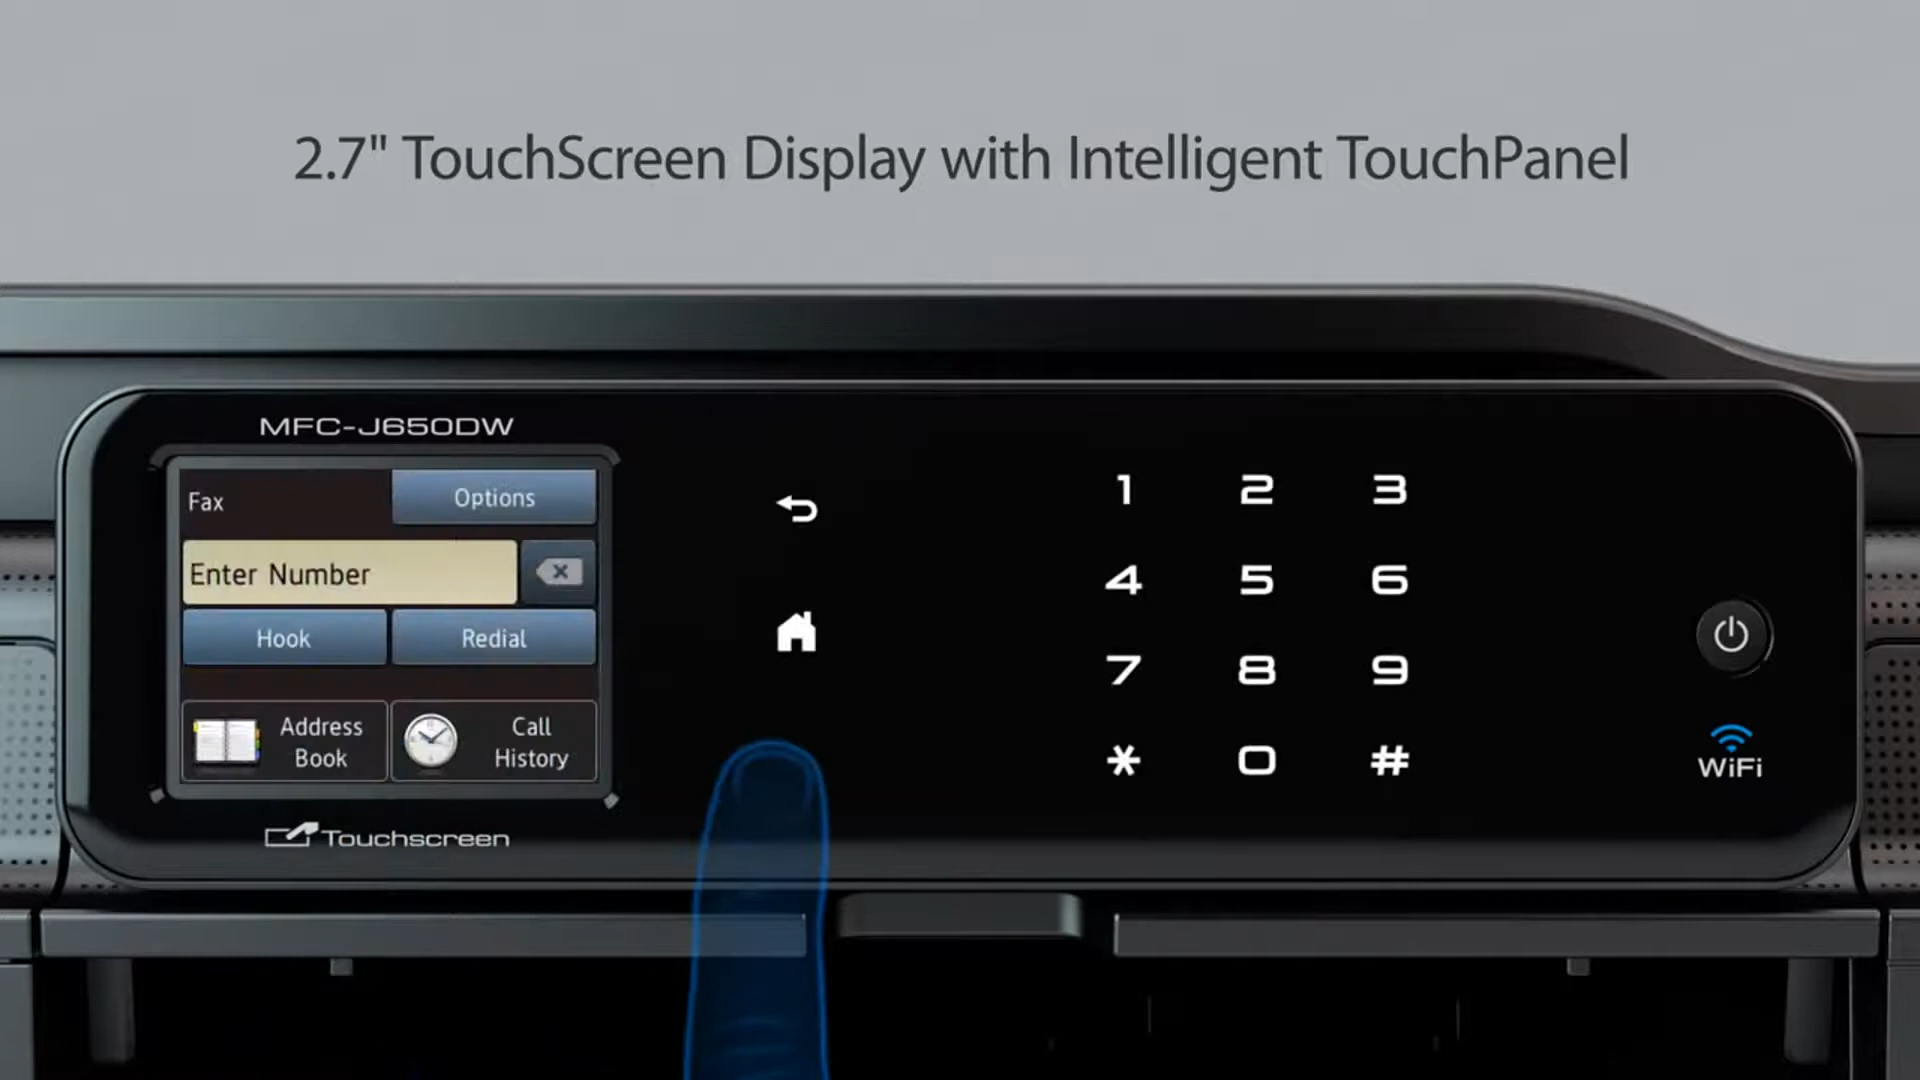 2.7" TouchScreen Display with Intelligent TouchPanel
MFC-J650DW
Fax
Options
Enter Number
Hook
Redial
Address
Book
Call
History
Touchscreen
1 2 3
4 5 6
7 8 9
* 0 #
WiFi